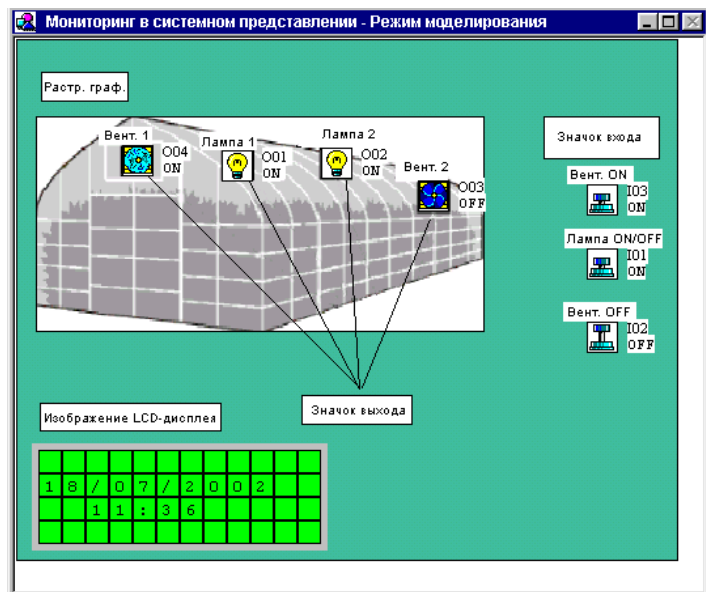 Мониторинг в системном представлении - Режим моделирования
Растр. граф.
Вент. 1
O04
ON
Лампа 1
O01
ON
Лампа 2
O02
ON
Вент. 2
O03
OFF
Значок входа
Вент. ON
I03
ON
Лампа ON/OFF
I01
ON
Вент. OFF
I02
OFF
Значок выхода
Изображение LCD-дисплея
18/07/2002
11:36